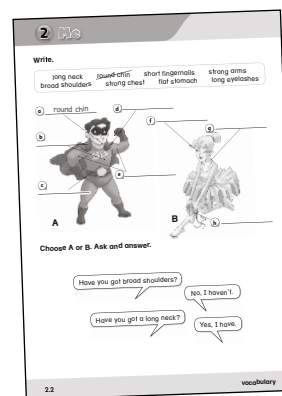 2 Me
Write.
long neck round chin short fingernails strong arms
broad shoulders strong chest flat stomach long eyelashes
a round chin d
f
b g
e
c
h
A B
Choose A or B. Ask and answer.
Have you got broad shoulders?
No, I haven't.
Have you got a long neck?
Yes, I have.
2.2 vocabulary